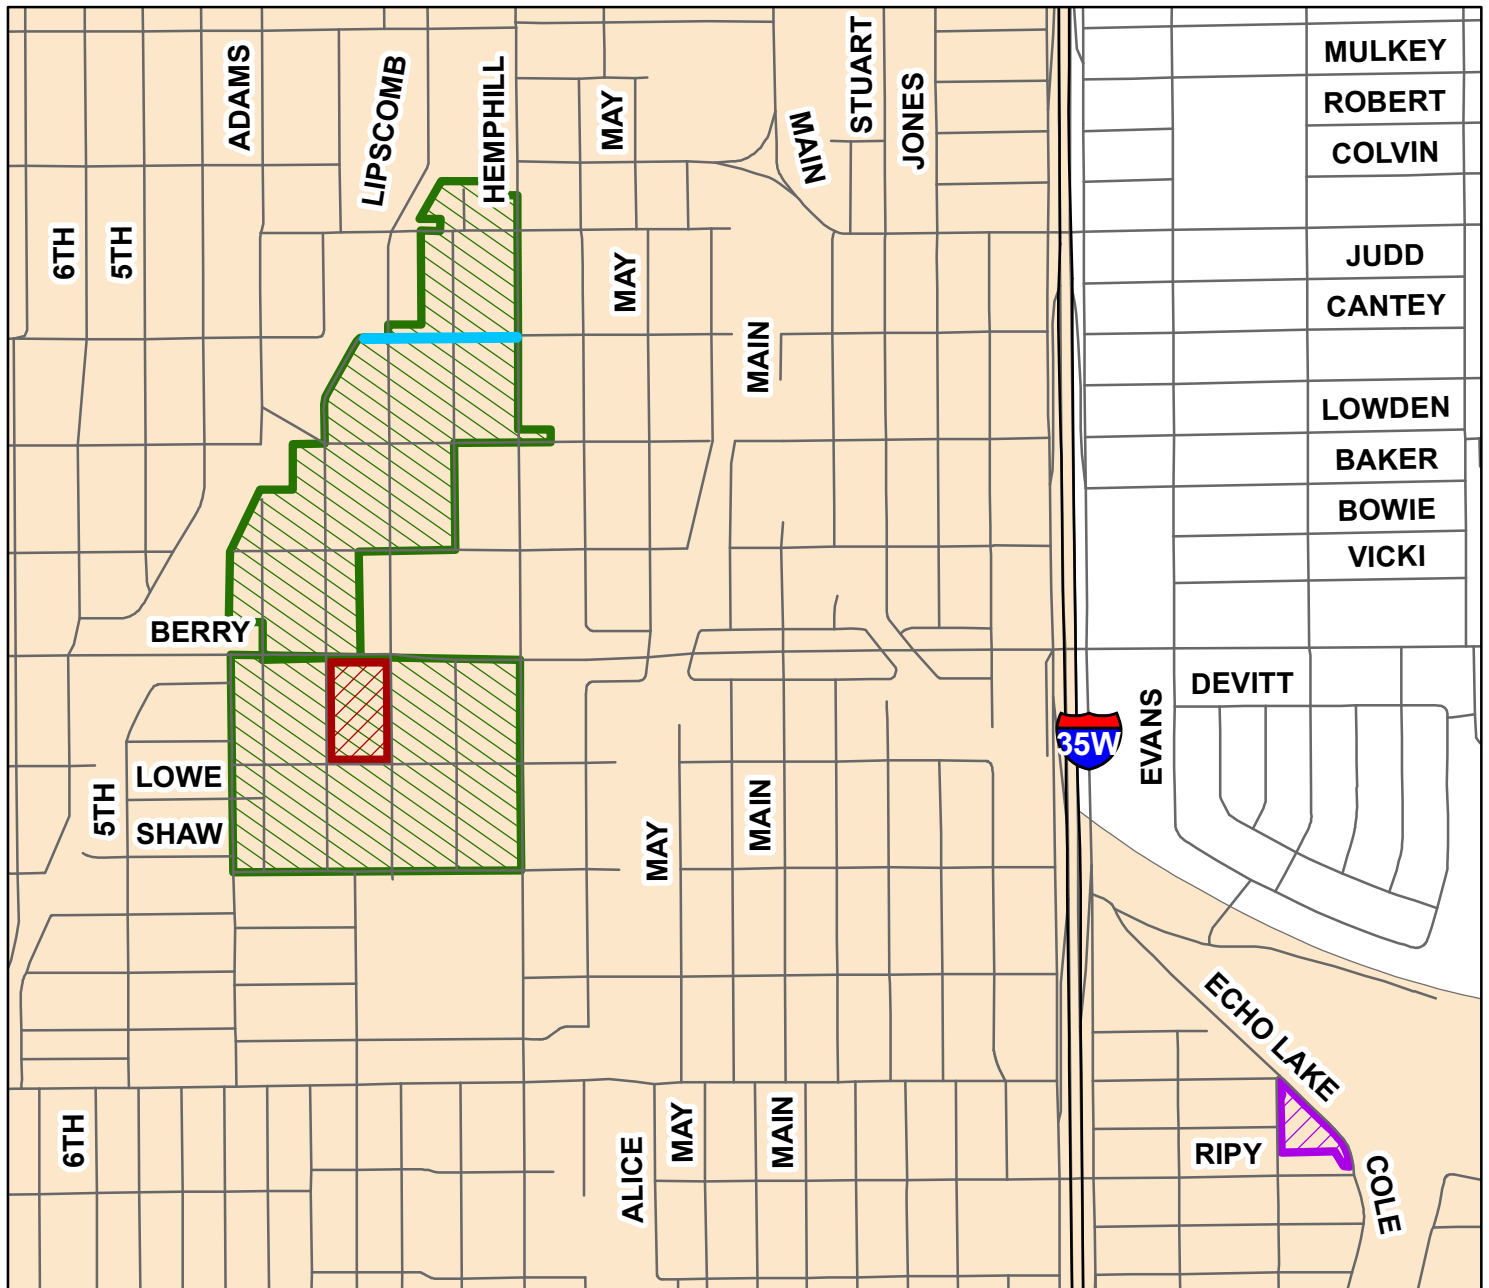 MULKEY
ROBERT
COLVIN
ADAMS
LIPSCOMB
HEMPHILL
MAY
MAIN
STUART
JONES
6TH
5TH
MAY
JUDD
CANTEY
MAIN
LOWDEN
BAKER
BOWIE
VICKI
BERRY
DEVITT
EVANS
35W
LOWE
5TH
SHAW
MAY
MAIN
ECHO LAKE
6TH
ALICE
MAY
MAIN
RIPY
COLE